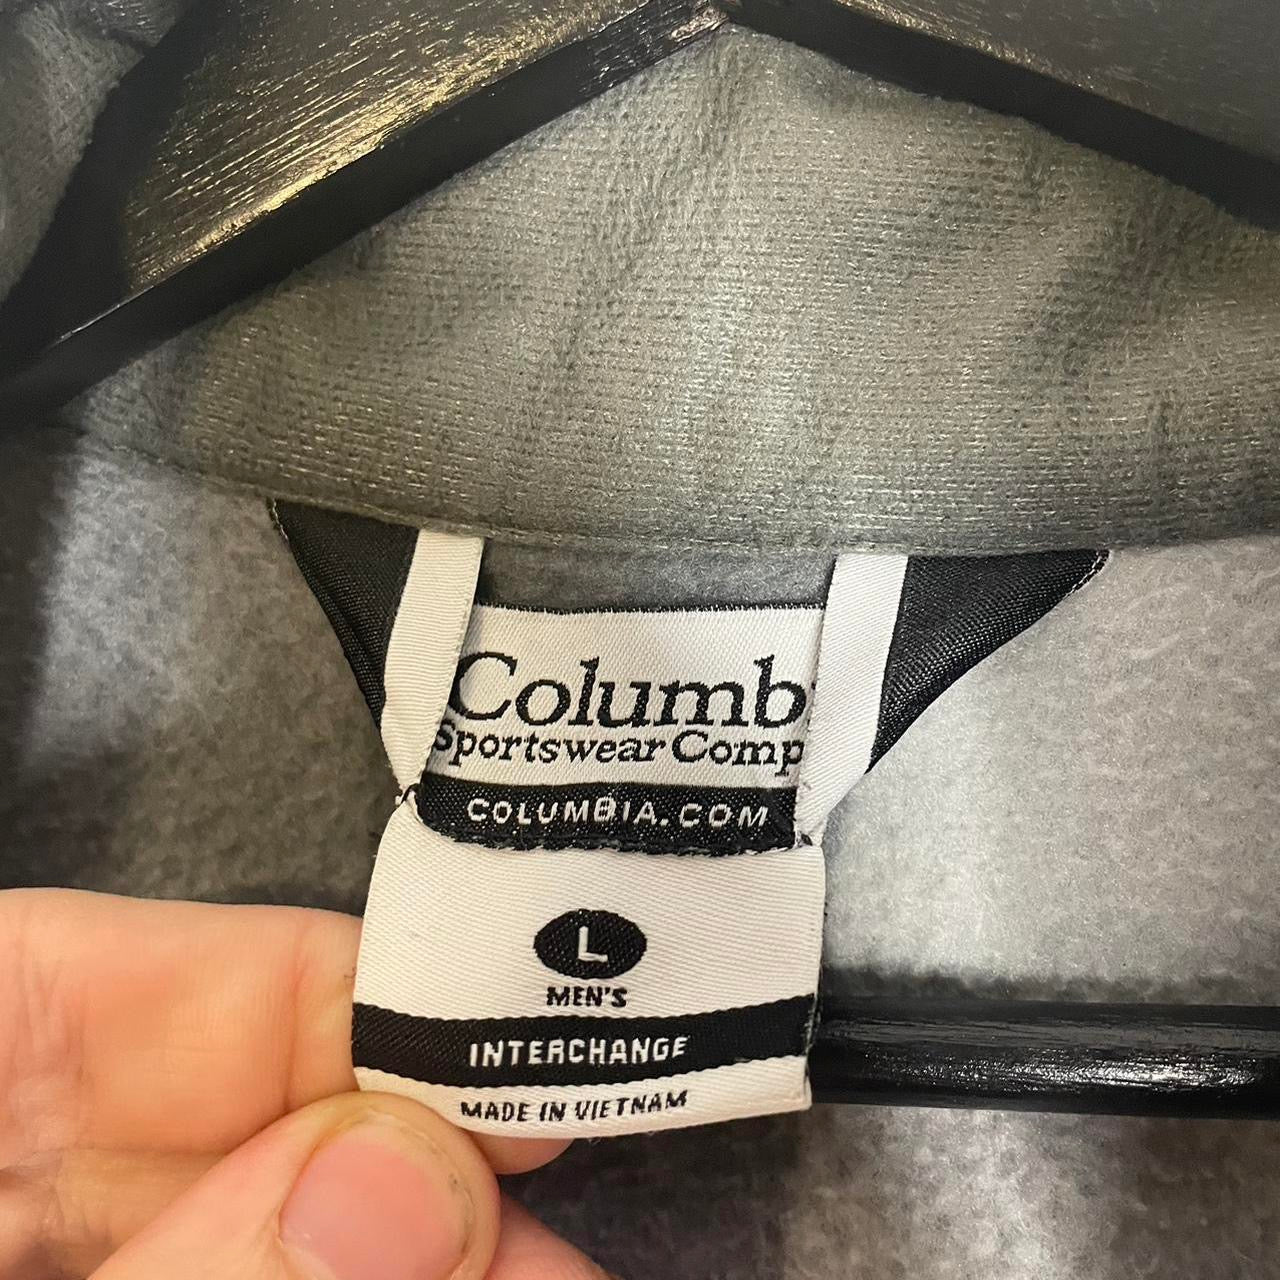 Columb
Sportswear Comp
COLUMBIA.COM
L
MEN'S
INTERCHANGE
MADE IN VIETNAM